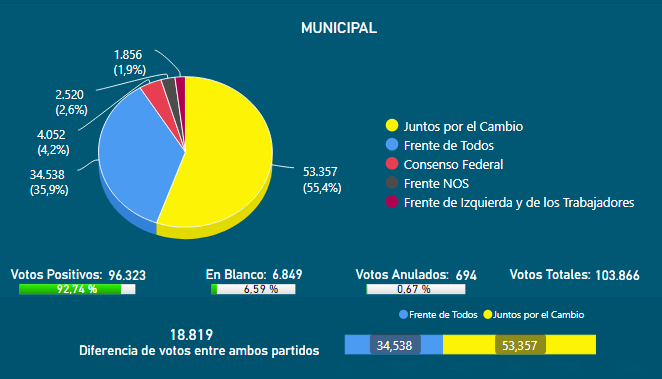 MUNICIPAL
1.856
(1,9%)
2.520
(2,6%)
4.052
(4,2%)
34.538
(35,9%)
53.357
(55,4%)
Juntos por el Cambio
Frente de Todos
Consenso Federal
Frente NOS
Frente de Izquierda y de los Trabajadores
Votos Positivos: 96.323
92,74 %
En Blanco: 6.849
6,59 %
Votos Anulados: 694
0,67 %
Votos Totales: 103.866
Frente de Todos Juntos por el Cambio
18.819
Diferencia de votos entre ambos partidos
34,538 53,357